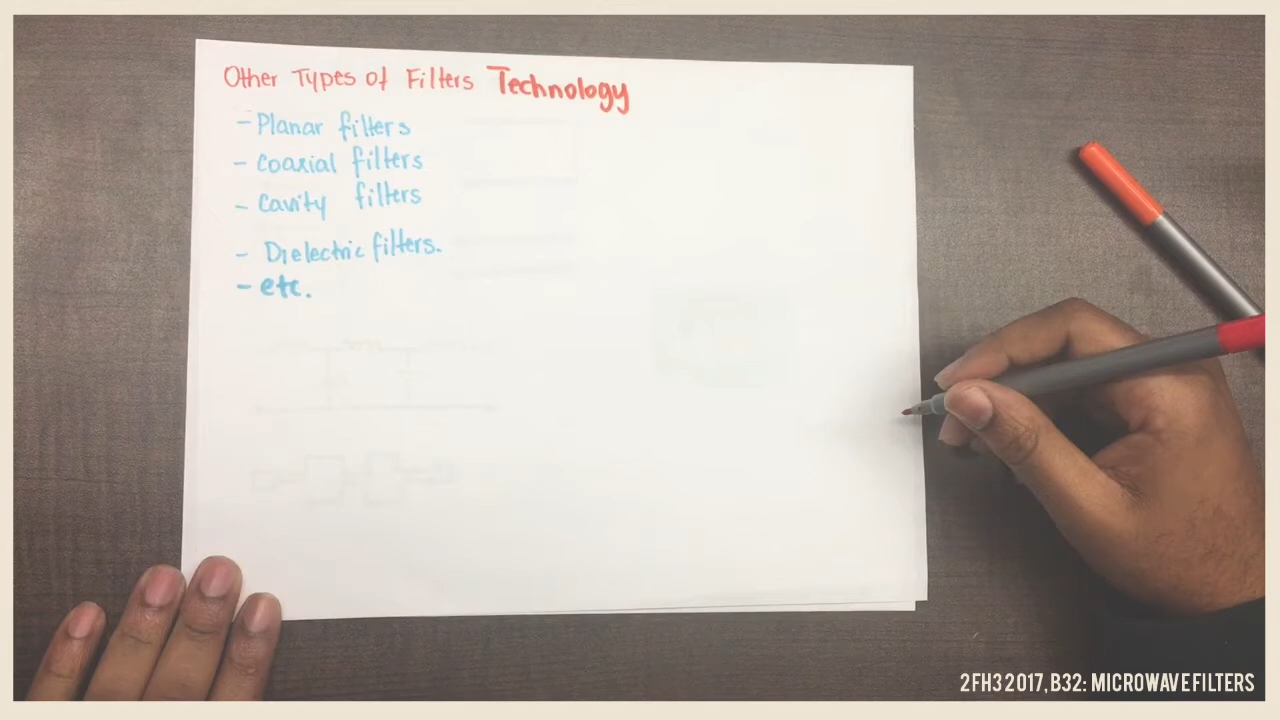 Other Types of Filters Technology
- Planar filters
- Coaxial filters
- Cavity filters
- Dielectric filters.
- etc.
2FH3 2017, B32: MICROWAVE FILTERS